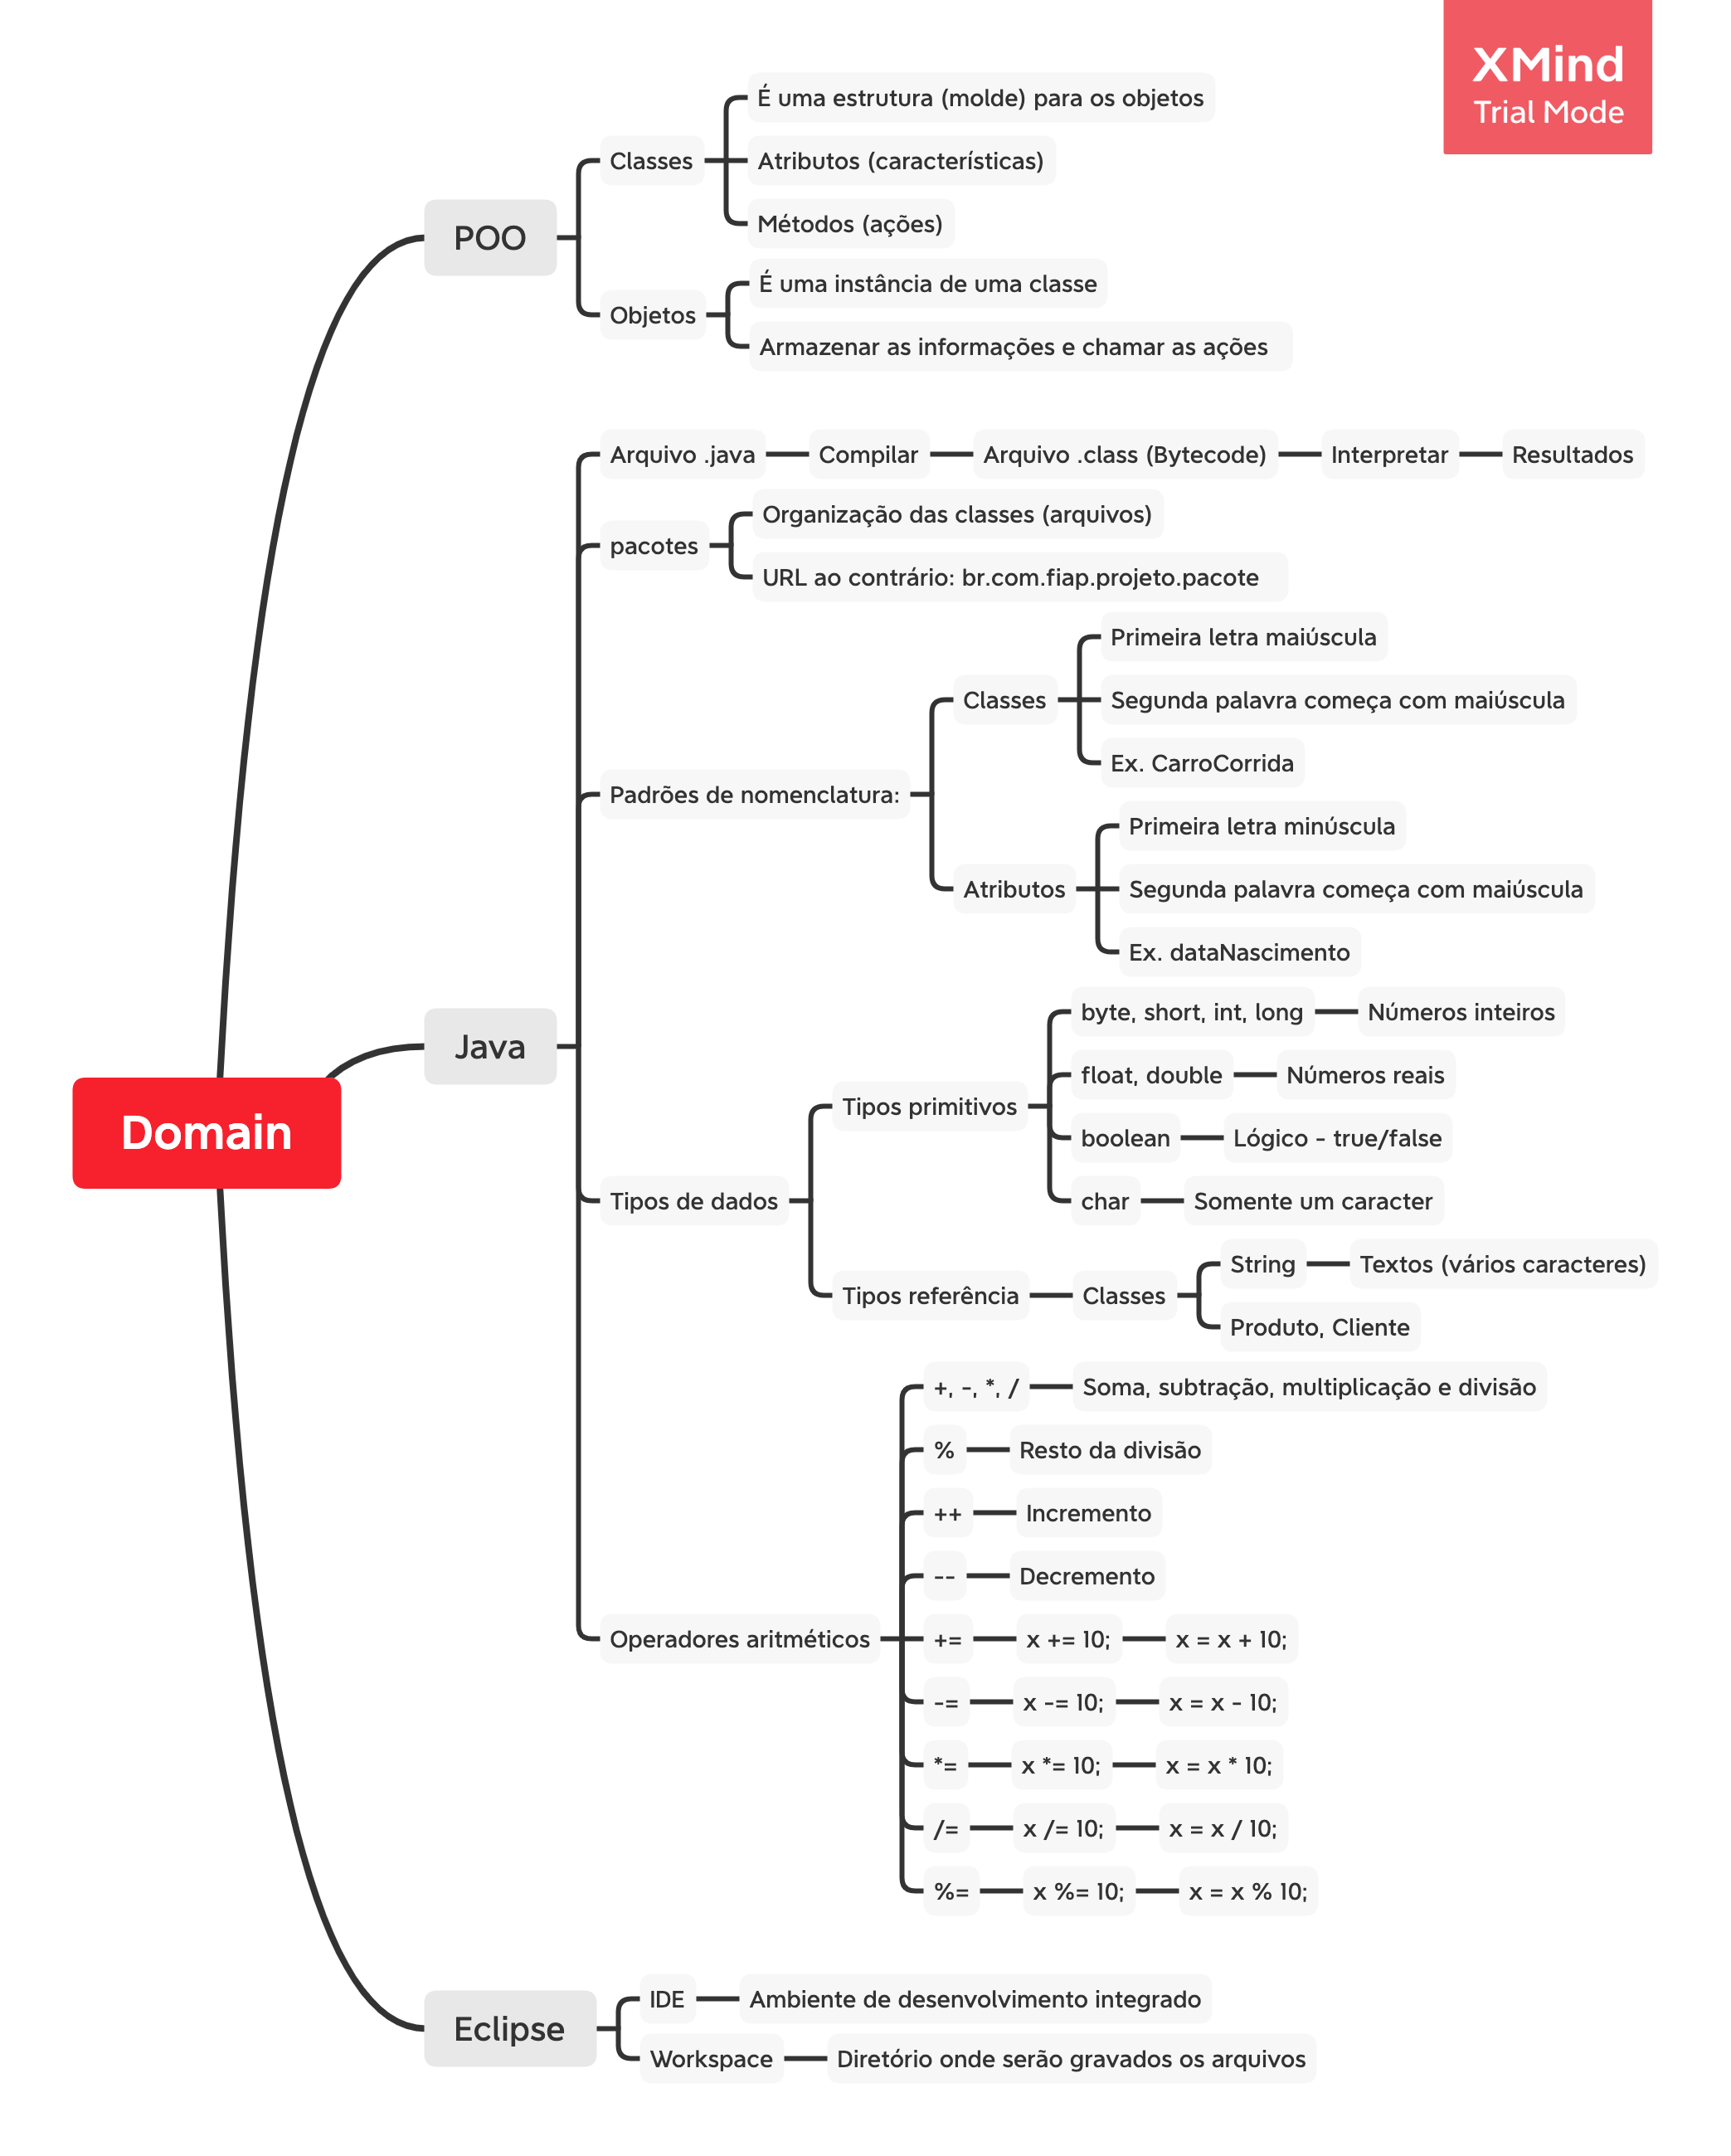 XMind
Trial Mode
Domain
POO
Classes
É uma estrutura (molde) para os objetos
Atributos (características)
Métodos (ações)
Objetos
É uma instância de uma classe
Armazenar as informações e chamar as ações
Java
Arquivo .java
Compilar
Arquivo .class (Bytecode)
Interpretar
Resultados
pacotes
Organização das classes (arquivos)
URL ao contrário: br.com.fiap.projeto.pacote
Padrões de nomenclatura:
Classes
Primeira letra maiúscula
Segunda palavra começa com maiúscula
Ex. CarroCorrida
Atributos
Primeira letra minúscula
Segunda palavra começa com maiúscula
Ex. dataNascimento
Tipos de dados
Tipos primitivos
byte, short, int, long
Números inteiros
float, double
Números reais
boolean
Lógico - true/false
char
Somente um caracter
Tipos referência
Classes
String
Textos (vários caracteres)
Produto, Cliente
Operadores aritméticos
+, -, *, /
Soma, subtração, multiplicação e divisão
%
Resto da divisão
++
Incremento
--
Decremento
+=
x += 10;
x = x + 10;
-=
x -= 10;
x = x - 10;
*=
x *= 10;
x = x * 10;
/=
x /= 10;
x = x / 10;
%=
x %= 10;
x = x % 10;
Eclipse
IDE
Ambiente de desenvolvimento integrado
Workspace
Diretório onde serão gravados os arquivos